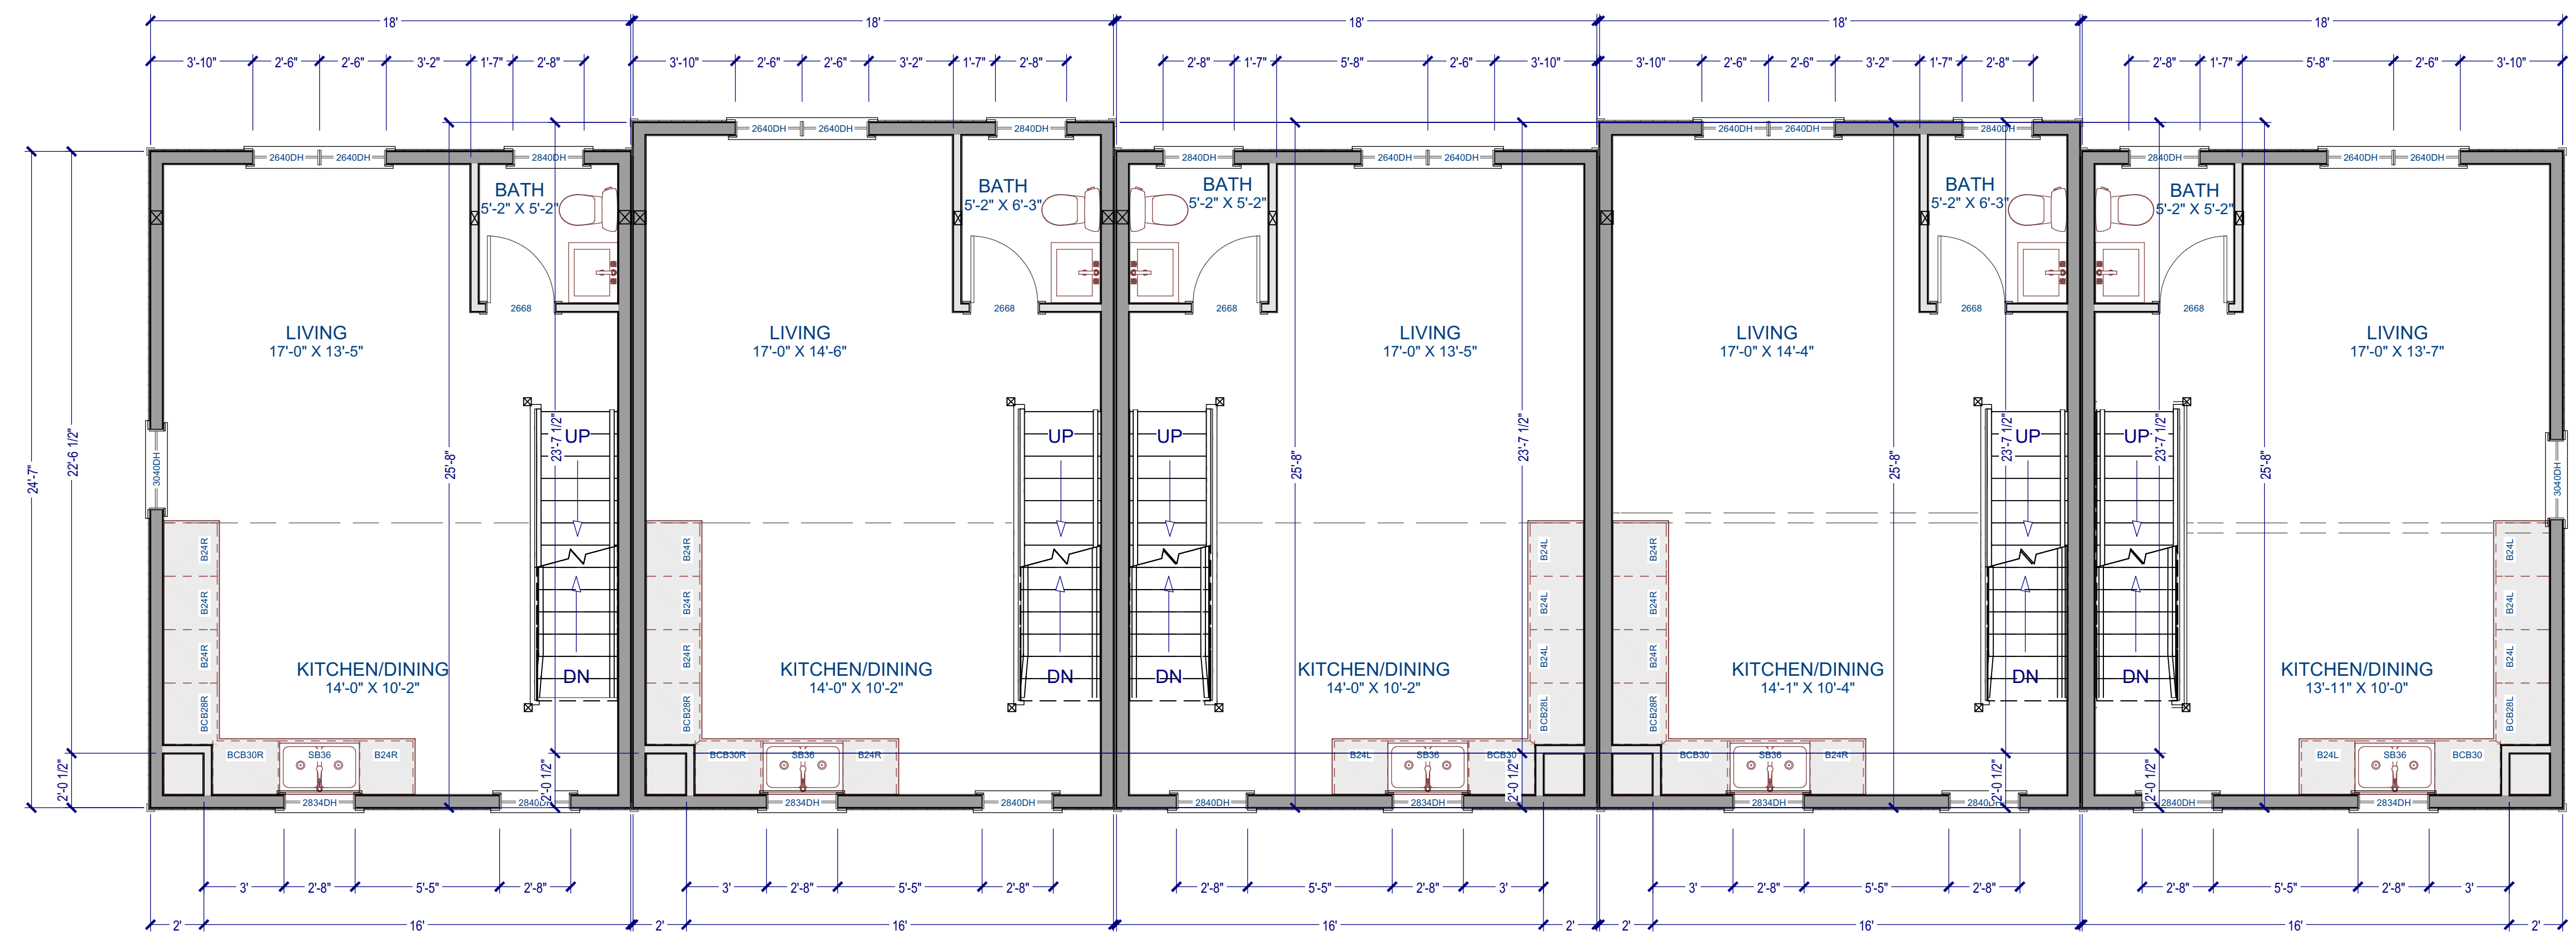 18' 18' 18' 18' 18'
3'-10" 2'-6" 2'-6" 3'-2" 1'-7" 2'-8" 3'-10" 2'-6" 2'-6" 3'-2" 1'-7" 2'-8" 2'-8" 1'-7" 5'-8" 2'-6" 3'-10" 3'-10" 2'-6" 2'-6" 3'-2" 1'-7" 2'-8" 2'-8" 1'-7" 5'-8" 2'-6" 3'-10"
2640DH 2640DH 2840DH 2640DH 2640DH
2640DH 2640DH 2840DH 2840DH 2640DH 2640DH 2840DH 2840DH 2640DH 2640DH
BATH BATH BATH BATH BATH
5'-2" X 5'-2" 5'-2" X 6'-3" 5'-2" X 5'-2" 5'-2" X 6'-3" 5'-2" X 5'-2"
2668 2668 2668 2668 2668
LIVING LIVING LIVING LIVING LIVING
17'-0" X 13'-5" 17'-0" X 14'-6" 17'-0" X 13'-5" 17'-0" X 14'-4" 17'-0" X 13'-7"
UP UP UP UP UP
24'-7" 22'-6 1/2" 3040DH 25'-8" 23'-7 1/2" 25'-8" 23'-7 1/2" 25'-8" 23'-7 1/2" 23'-7 1/2" 25'-8" 3040DH
B24R B24R B24L B24R B24L
B24R B24R B24L B24R B24L
B24R B24R B24L B24R B24L
KITCHEN/DINING KITCHEN/DINING KITCHEN/DINING KITCHEN/DINING KITCHEN/DINING
14'-0" X 10'-2" 14'-0" X 10'-2" 14'-0" X 10'-2" 14'-1" X 10'-4" 13'-11" X 10'-0"
DN DN DN DN DN
BCB28R BCB28R BCB28L BCB28R BCB28L
BCB30R SB36 B24R BCB30R SB36 B24R B24L SB36 BCB30 BCB30 SB36 B24R B24L SB36 BCB30
2'-0 1/2" 2'-0 1/2" 2'-0 1/2" 2'-0 1/2" 2'-0 1/2"
2834DH 2840DH 2834DH 2840DH 2840DH 2834DH 2834DH 2840DH 2840DH 2834DH
3' 2'-8" 5'-5" 2'-8" 3' 2'-8" 5'-5" 2'-8" 2'-8" 5'-5" 2'-8" 3' 3' 2'-8" 5'-5" 2'-8" 2'-8" 5'-5" 2'-8" 3'
2' 16' 2' 16' 16' 2' 2' 16' 16' 2'